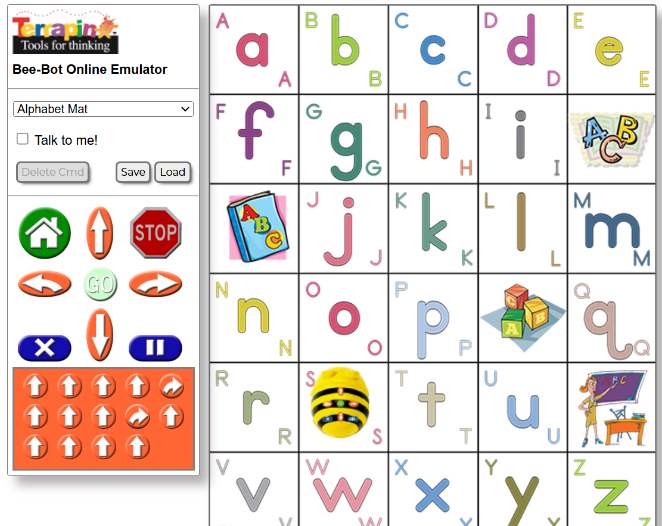 Terrapin
Tools for thinking
Bee-Bot Online Emulator
Alphabet Mat
Talk to me!
Delete Cmd Save Load
STOP
GO
A B C D E
a b c d e
A B C D E
F G H I
f g h i ABC
F G H I
J K L M
ABC j k l m
J K L M
N O P Q
n o p C A B q
N O P Q
R S T U
r t u
R S T U
V W X Y Z
v w x y z